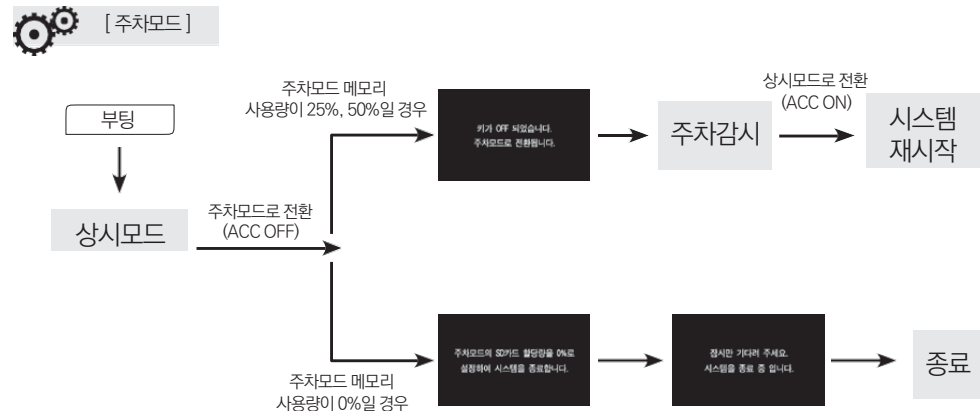 [ 주차모드 ]
부팅
상시모드
주차모드로 전환
(ACC OFF)
주차모드 메모리
사용량이 25%, 50%일 경우
키가 OFF 되었습니다.
주차모드로 전환됩니다.
주차감시
상시모드로 전환
(ACC ON)
시스템
재시작
주차모드 메모리
사용량이 0%일 경우
주차모드의 SD카드 할당량을 0%로
설정하여 시스템을 종료합니다.
잠시만 기다려 주세요.
시스템을 종료 중 입니다.
종료